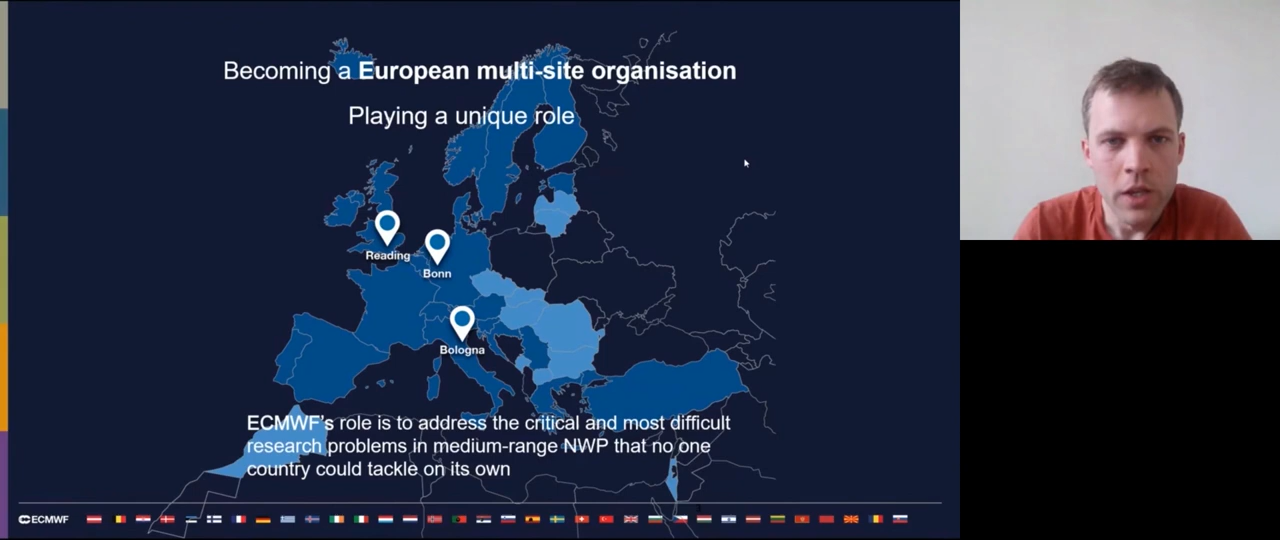 Becoming a European multi-site organisation
Playing a unique role
Reading
Bonn
Bologna
ECMWF's role is to address the critical and most difficult
research problems in medium-range NWP that no one
country could tackle on its own
ECMWF